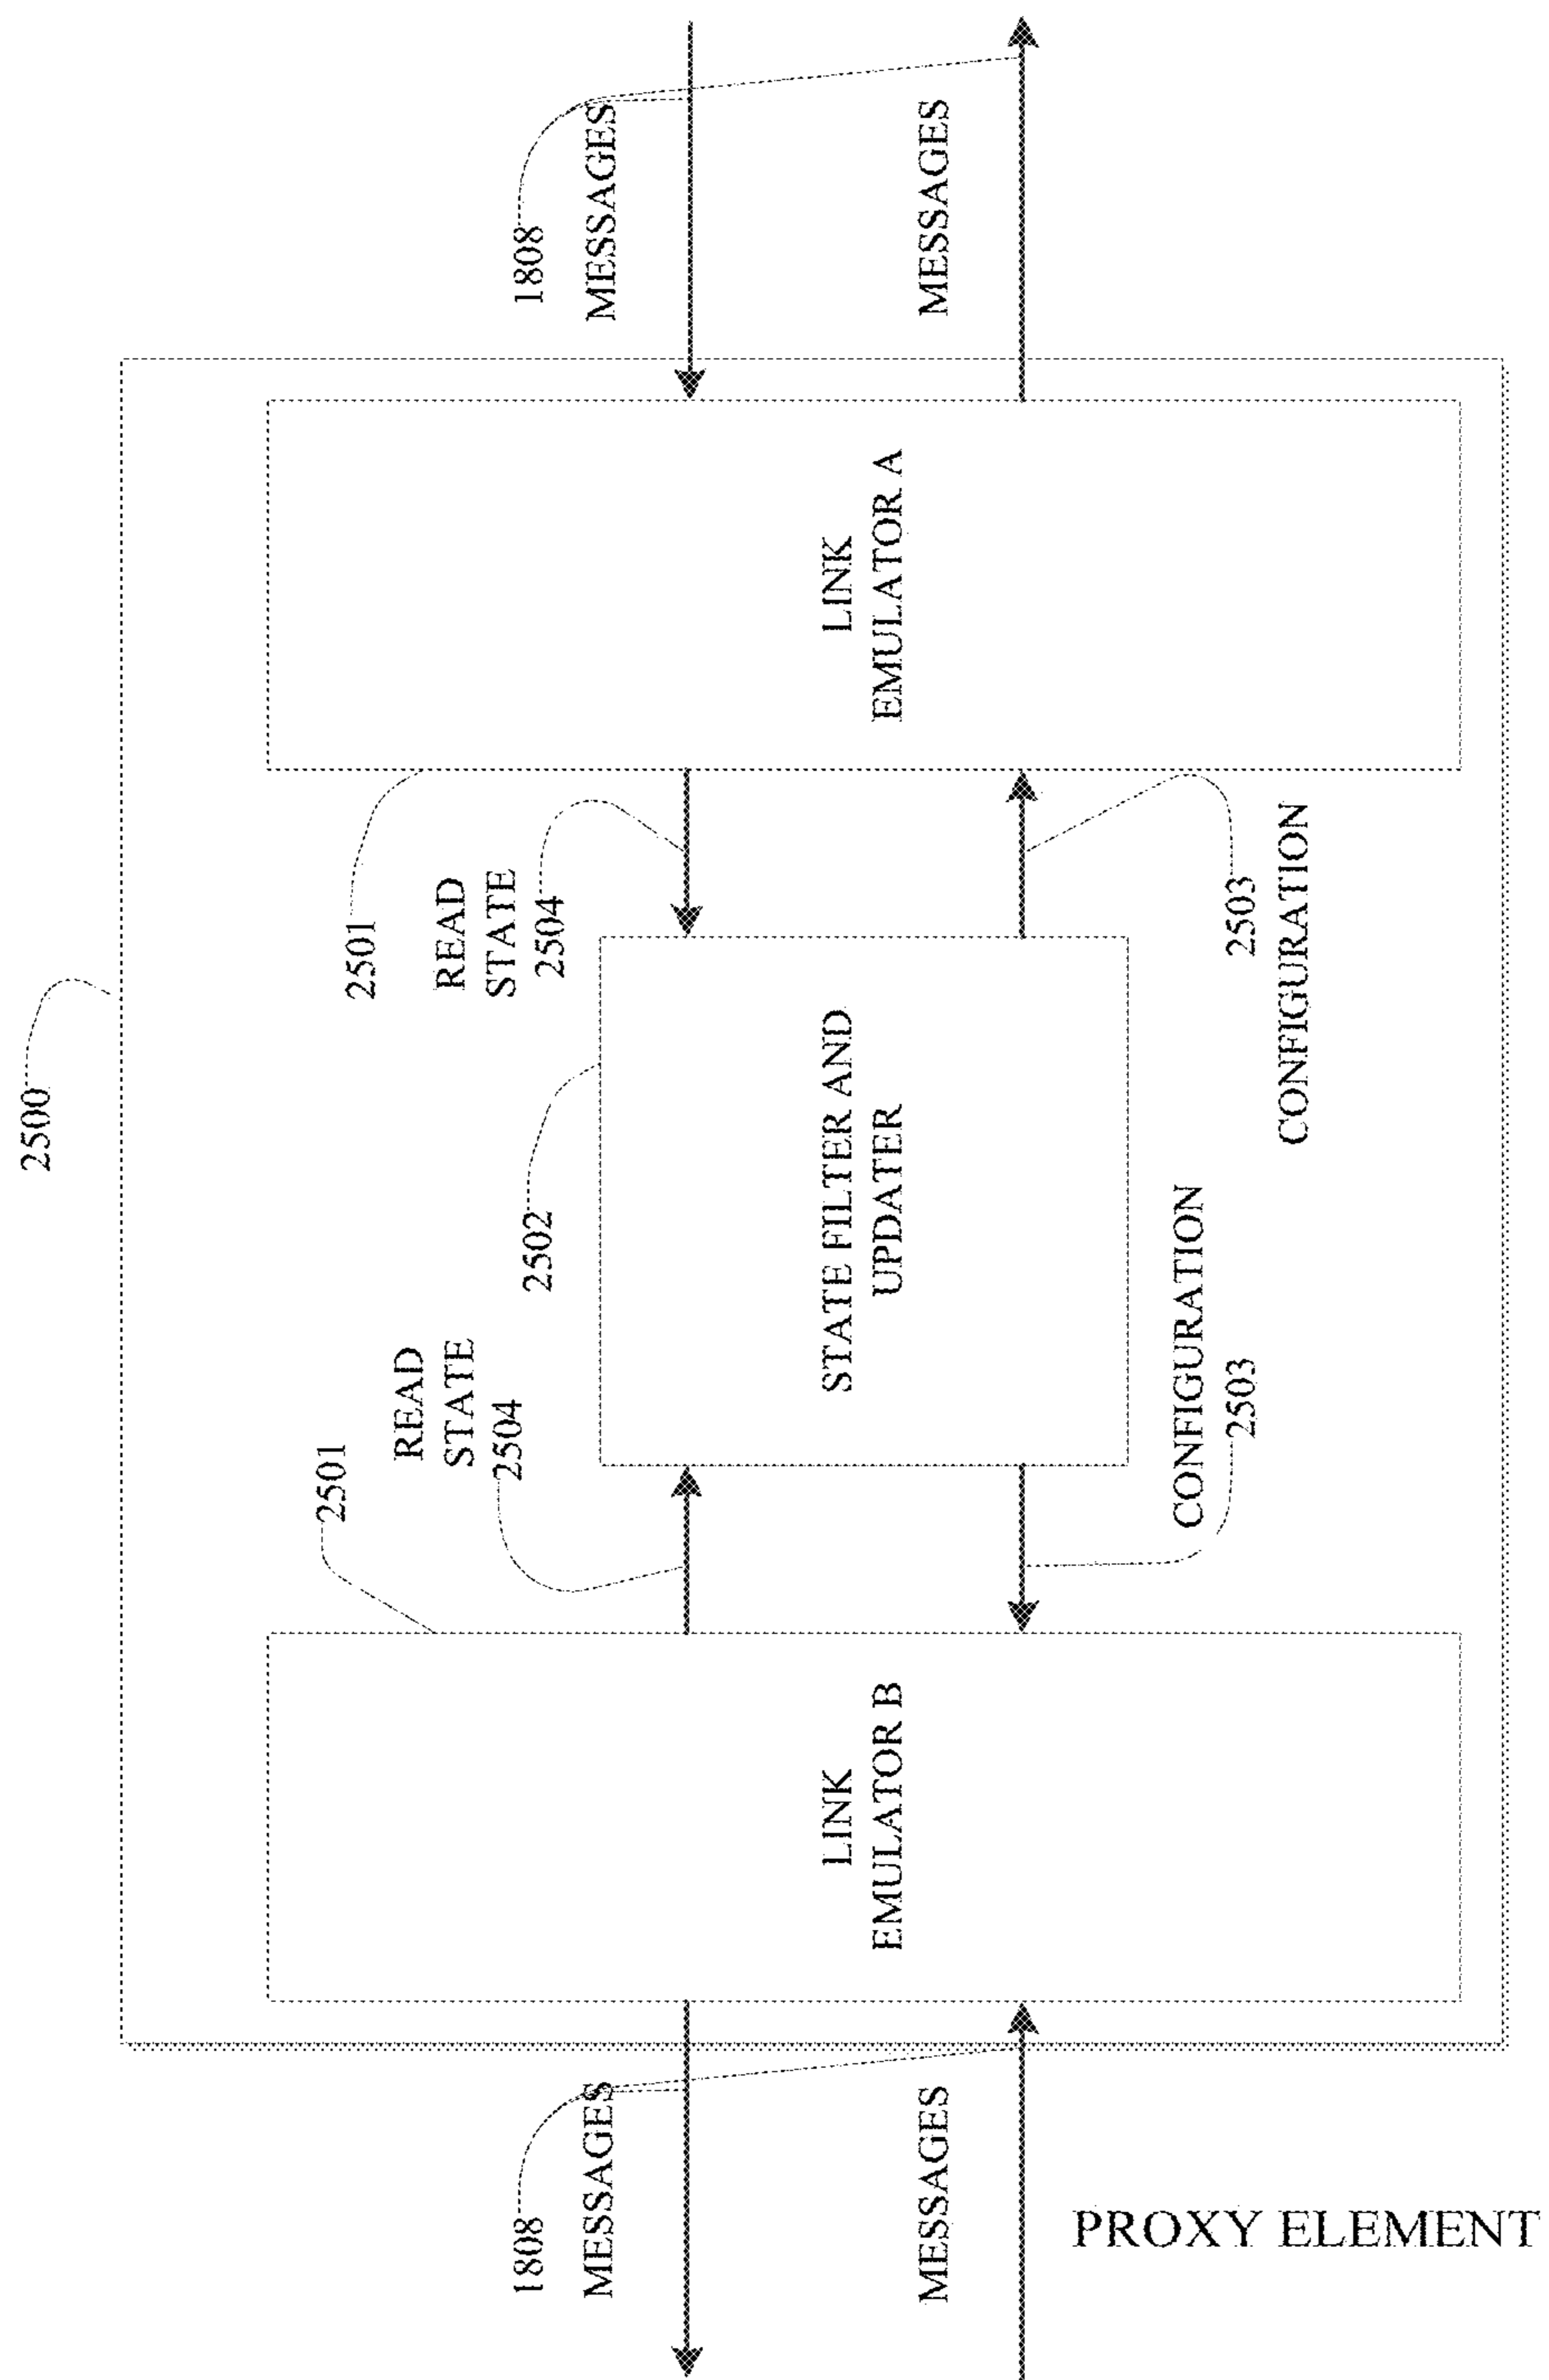 2500
2501
2501
READ
STATE
2504
READ
STATE
2504
1808
MESSAGES
2502
1808
MESSAGES
LINK
EMULATOR B
STATE FILTER AND
UPDATER
LINK
EMULATOR A
MESSAGES
MESSAGES
CONFIGURATION
2503
2503
CONFIGURATION
PROXY ELEMENT